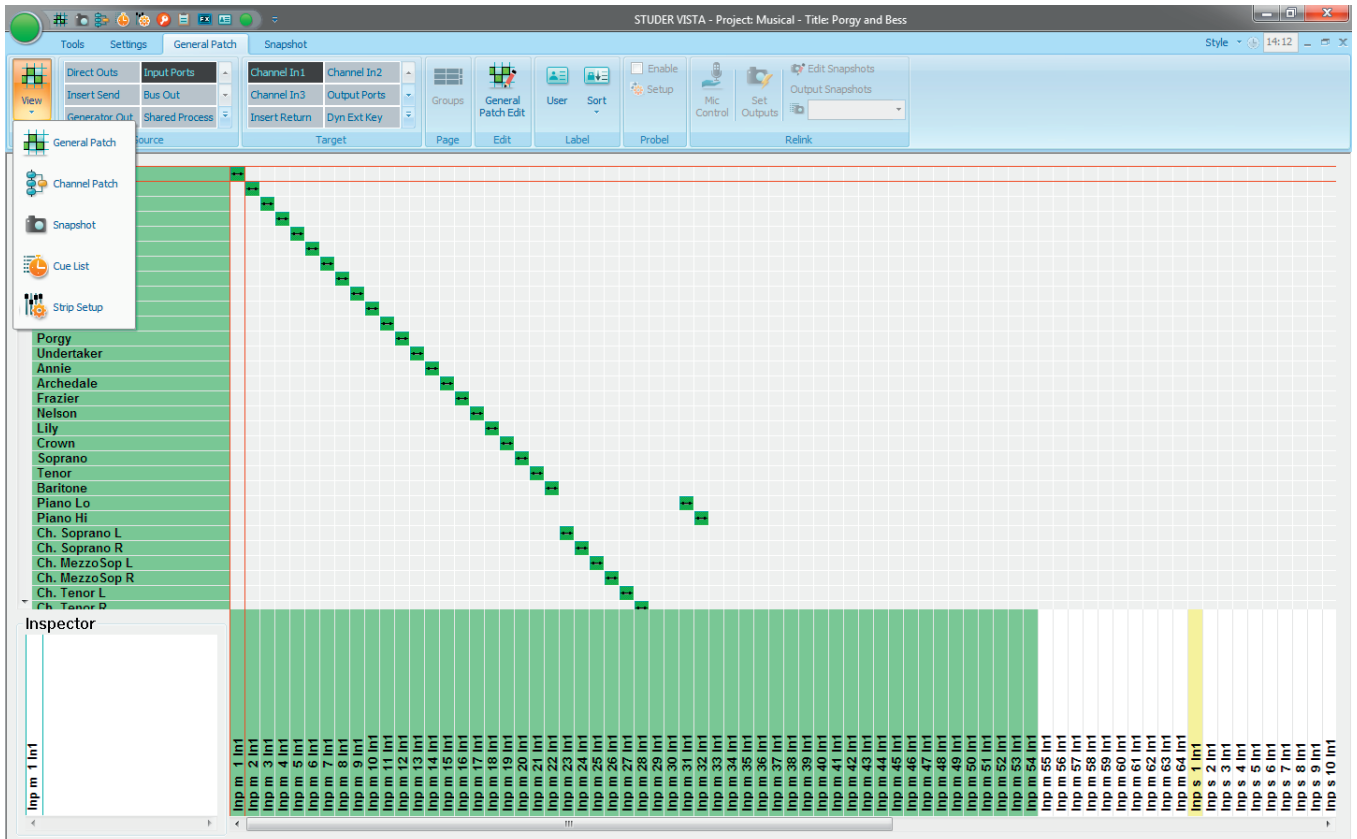 STUDER VISTA - Project: Musical - Title: Porgy and Bess
FX
Tools Settings General Patch Snapshot Style 14:12
View
Direct Outs Input Ports
Insert Send Bus Out
Generator Out Shared Process
Source
Channel In1 Channel In2
Channel In3 Output Ports
Insert Return Dyn Ext Key
Target
Groups
Page
General
Patch Edit
Edit
User Sort
Label
Enable
Setup
Probel
Mic
Control
Set
Outputs
Edit Snapshots
Output Snapshots
Relink
General Patch
Channel Patch
Snapshot
Cue List
Strip Setup
Porgy
Undertaker
Annie
Archedale
Frazier
Nelson
Lily
Crown
Soprano
Tenor
Baritone
Piano Lo
Piano Hi
Ch. Soprano L
Ch. Soprano R
Ch. MezzoSop L
Ch. MezzoSop R
Ch. Tenor L
Ch. Tenor R
Inspector
Inp m 1 In1
Inp m 1 In1
Inp m 2 In1
Inp m 3 In1
Inp m 4 In1
Inp m 5 In1
Inp m 6 In1
Inp m 7 In1
Inp m 8 In1
Inp m 9 In1
Inp m 10 In1
Inp m 11 In1
Inp m 12 In1
Inp m 13 In1
Inp m 14 In1
Inp m 15 In1
Inp m 16 In1
Inp m 17 In1
Inp m 18 In1
Inp m 19 In1
Inp m 20 In1
Inp m 21 In1
Inp m 22 In1
Inp m 23 In1
Inp m 24 In1
Inp m 25 In1
Inp m 26 In1
Inp m 27 In1
Inp m 28 In1
Inp m 29 In1
Inp m 30 In1
Inp m 31 In1
Inp m 32 In1
Inp m 33 In1
Inp m 34 In1
Inp m 35 In1
Inp m 36 In1
Inp m 37 In1
Inp m 38 In1
Inp m 39 In1
Inp m 40 In1
Inp m 41 In1
Inp m 42 In1
Inp m 43 In1
Inp m 44 In1
Inp m 45 In1
Inp m 46 In1
Inp m 47 In1
Inp m 48 In1
Inp m 49 In1
Inp m 50 In1
Inp m 51 In1
Inp m 52 In1
Inp m 53 In1
Inp m 54 In1
Inp m 55 In1
Inp m 56 In1
Inp m 57 In1
Inp m 58 In1
Inp m 59 In1
Inp m 60 In1
Inp m 61 In1
Inp m 62 In1
Inp m 63 In1
Inp m 64 In1
Inp s 1 In1
Inp s 2 In1
Inp s 3 In1
Inp s 4 In1
Inp s 5 In1
Inp s 6 In1
Inp s 7 In1
Inp s 8 In1
Inp s 9 In1
Inp s 10 In1